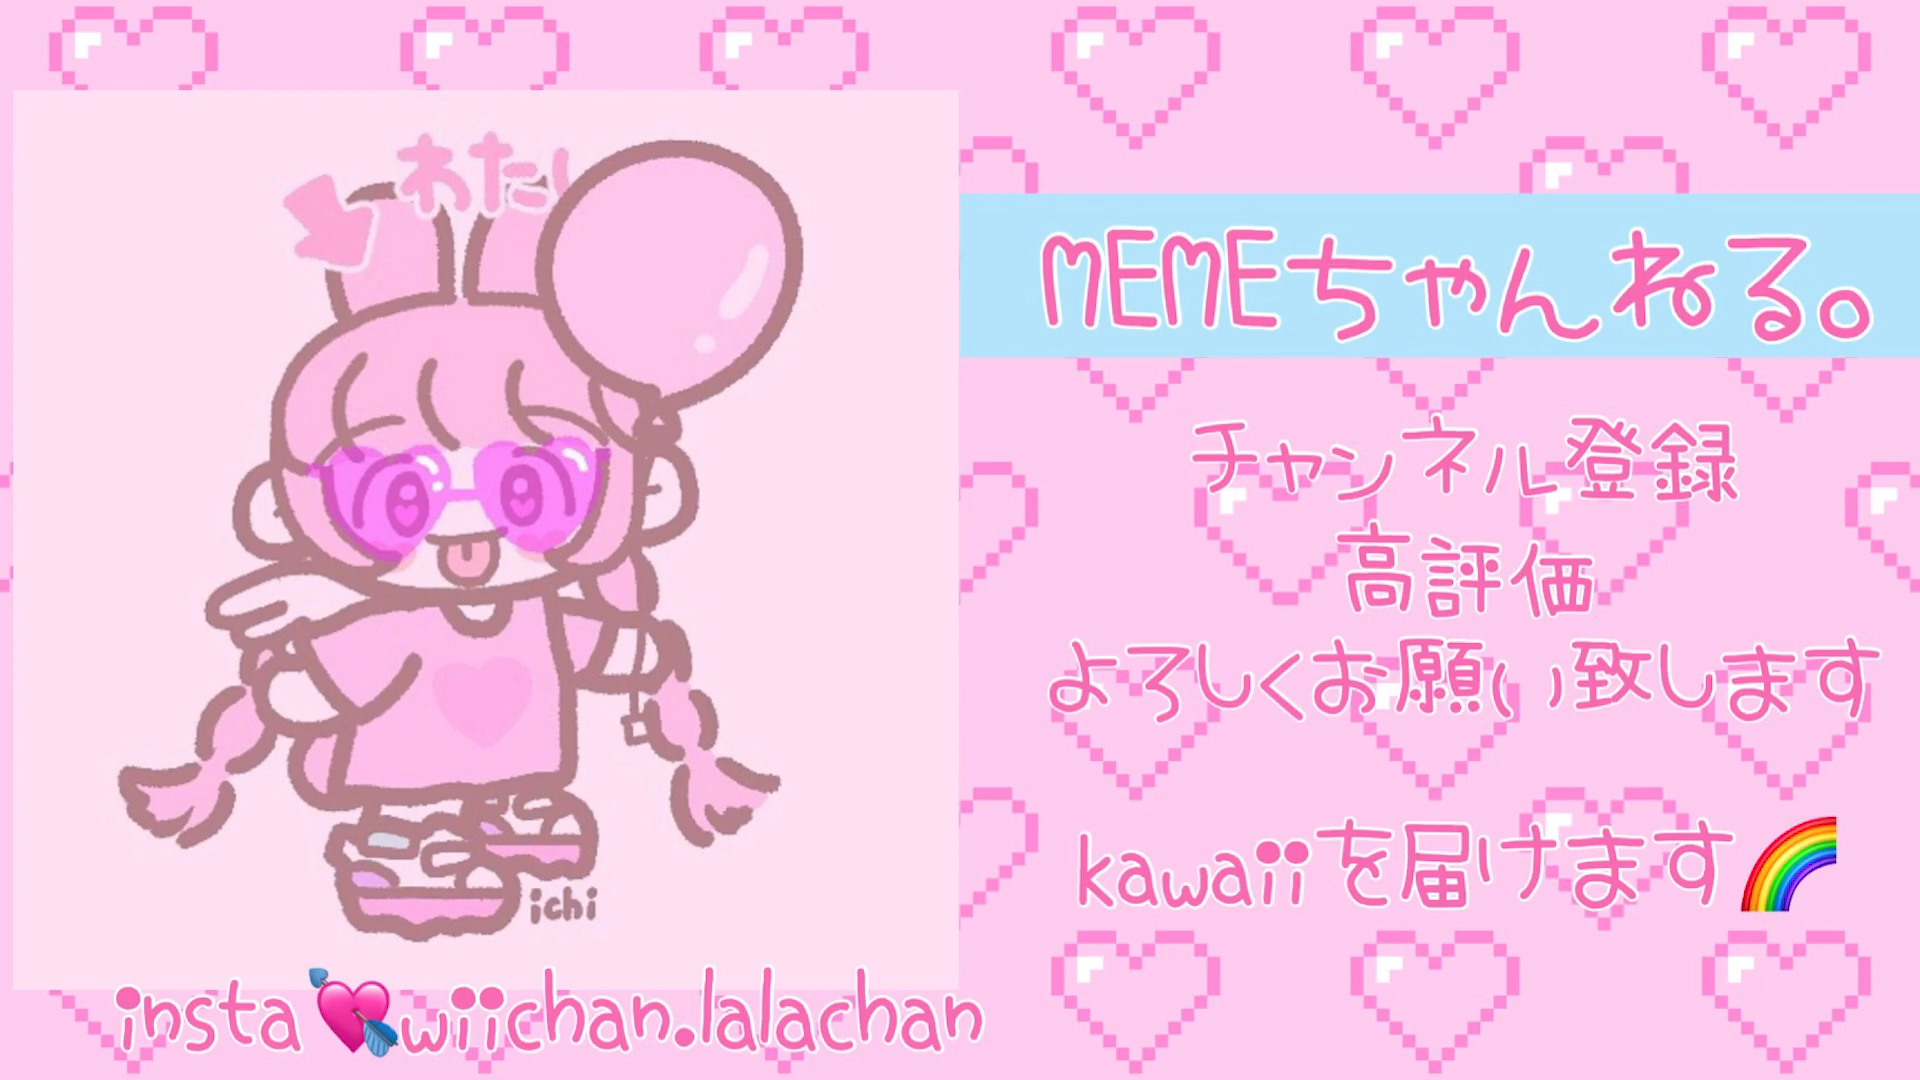 わたし
ichi
insta💘wiichan.lalachan
MEMEちゃんねる。
チャンネル登録
高評価
よろしくお願い致します
kawaiiを届けます🌈